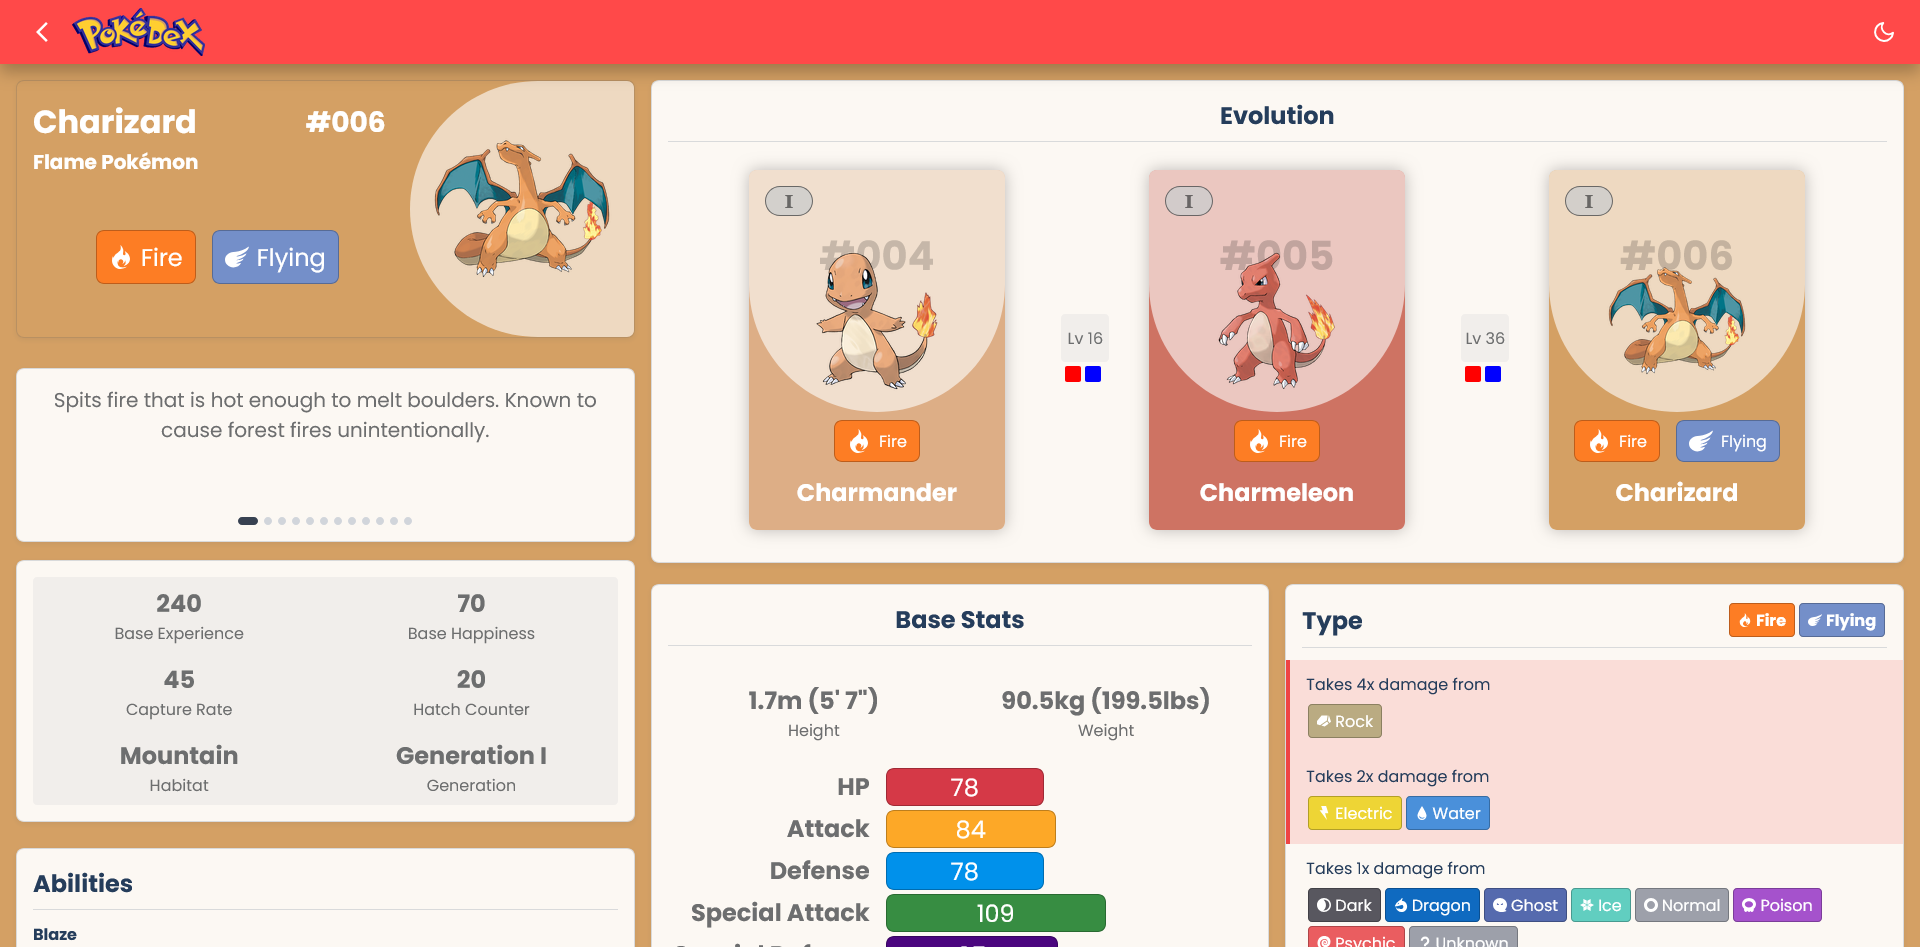 PokéDex
Charizard
#006
Flame Pokémon
Fire
Flying
Spits fire that is hot enough to melt boulders. Known to
cause forest fires unintentionally.
240
Base Experience
70
Base Happiness
45
Capture Rate
20
Hatch Counter
Mountain
Habitat
Generation I
Generation
Abilities
Blaze
Evolution
I
#004
Fire
Charmander
Lv 16
I
#005
Fire
Charmeleon
Lv 36
I
#006
Fire
Flying
Charizard
Base Stats
1.7m (5' 7")
Height
90.5kg (199.5lbs)
Weight
HP
78
Attack
84
Defense
78
Special Attack
109
Type
Fire
Flying
Takes 4x damage from
Rock
Takes 2x damage from
Electric
Water
Takes 1x damage from
Dark
Dragon
Ghost
Ice
Normal
Poison
Psychic
Unknown